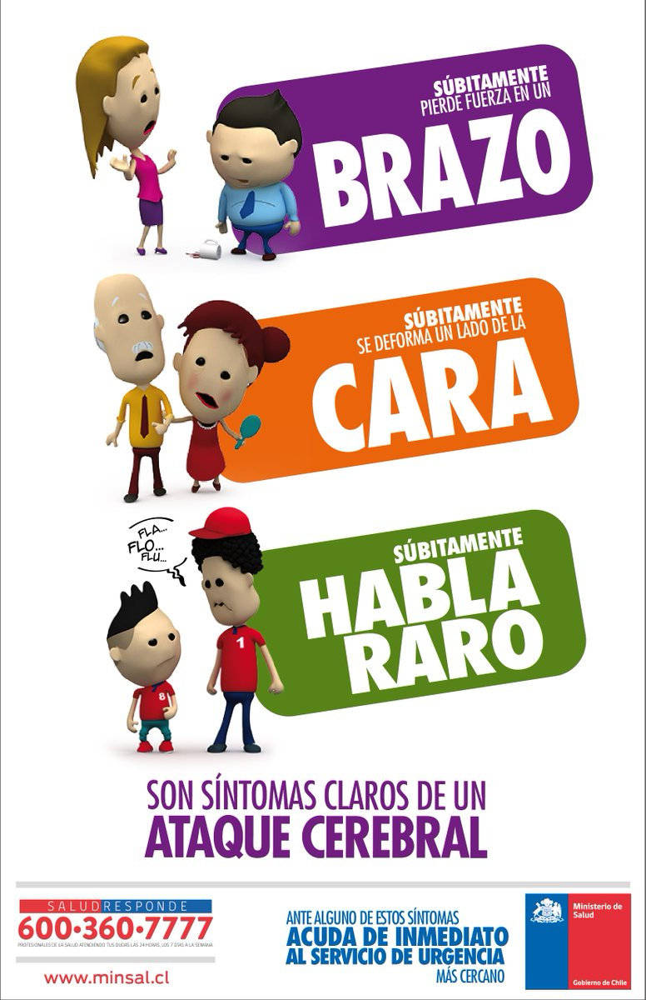 SÚBITAMENTE
PIERDE FUERZA EN UN
BRAZO
SÚBITAMENTE
SE DEFORMA UN LADO DE LA
CARA
FLA...
FLO...
FLU...
SÚBITAMENTE
HABLA
RARO
1
8
SON SÍNTOMAS CLAROS DE UN
ATAQUE CEREBRAL
SALUDRESPONDE
600•360•7777
PROFESIONALES DE LA SALUD ATENDIENDO TUS DUDAS LAS 24 HORAS, LOS 7 DÍAS A LA SEMANA
www.minsal.cl
ANTE ALGUNO DE ESTOS SÍNTOMAS
ACUDA DE INMEDIATO
AL SERVICIO DE URGENCIA
MÁS CERCANO
Ministerio de
Salud
Gobierno de Chile